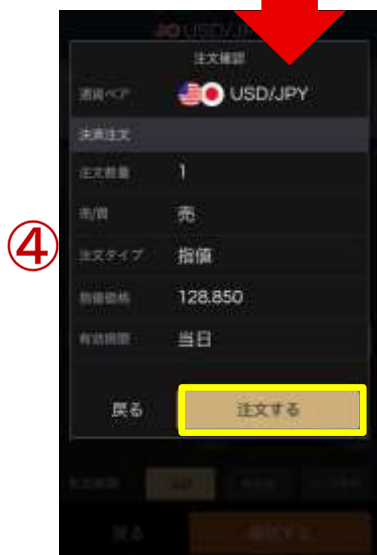 USD/JPY
注文確認
通貨ペア USD/JPY
決済注文
注文数量 1
売/買 売
④
注文タイプ 指値
指値価格 128.850
有効期限 当日
戻る 注文する
戻る